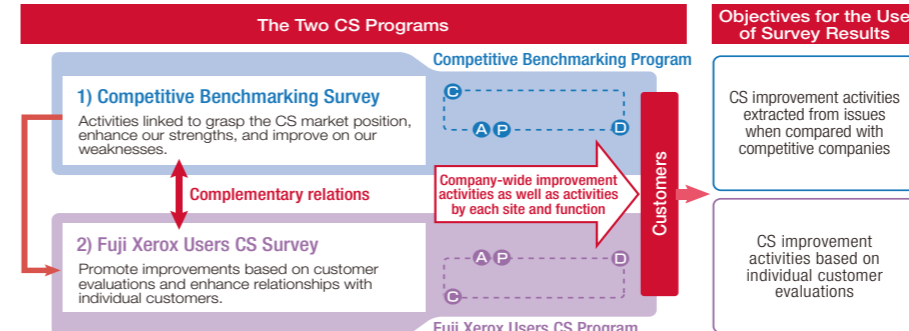 The Two CS Programs
Objectives for the Use
of Survey Results
Competitive Benchmarking Program
1) Competitive Benchmarking Survey
Activities linked to grasp the CS market position,
enhance our strengths, and improve on our
weaknesses.
C
A P D
Complementary relations
Company-wide improvement
activities as well as activities
by each site and function
Customers
2) Fuji Xerox Users CS Survey
Promote improvements based on customer
evaluations and enhance relationships with
individual customers.
A P D
C
Fuji Xerox Users CS Program
CS improvement activities
extracted from issues
when compared with
competitive companies
CS improvement
activities based on
individual customer
evaluations